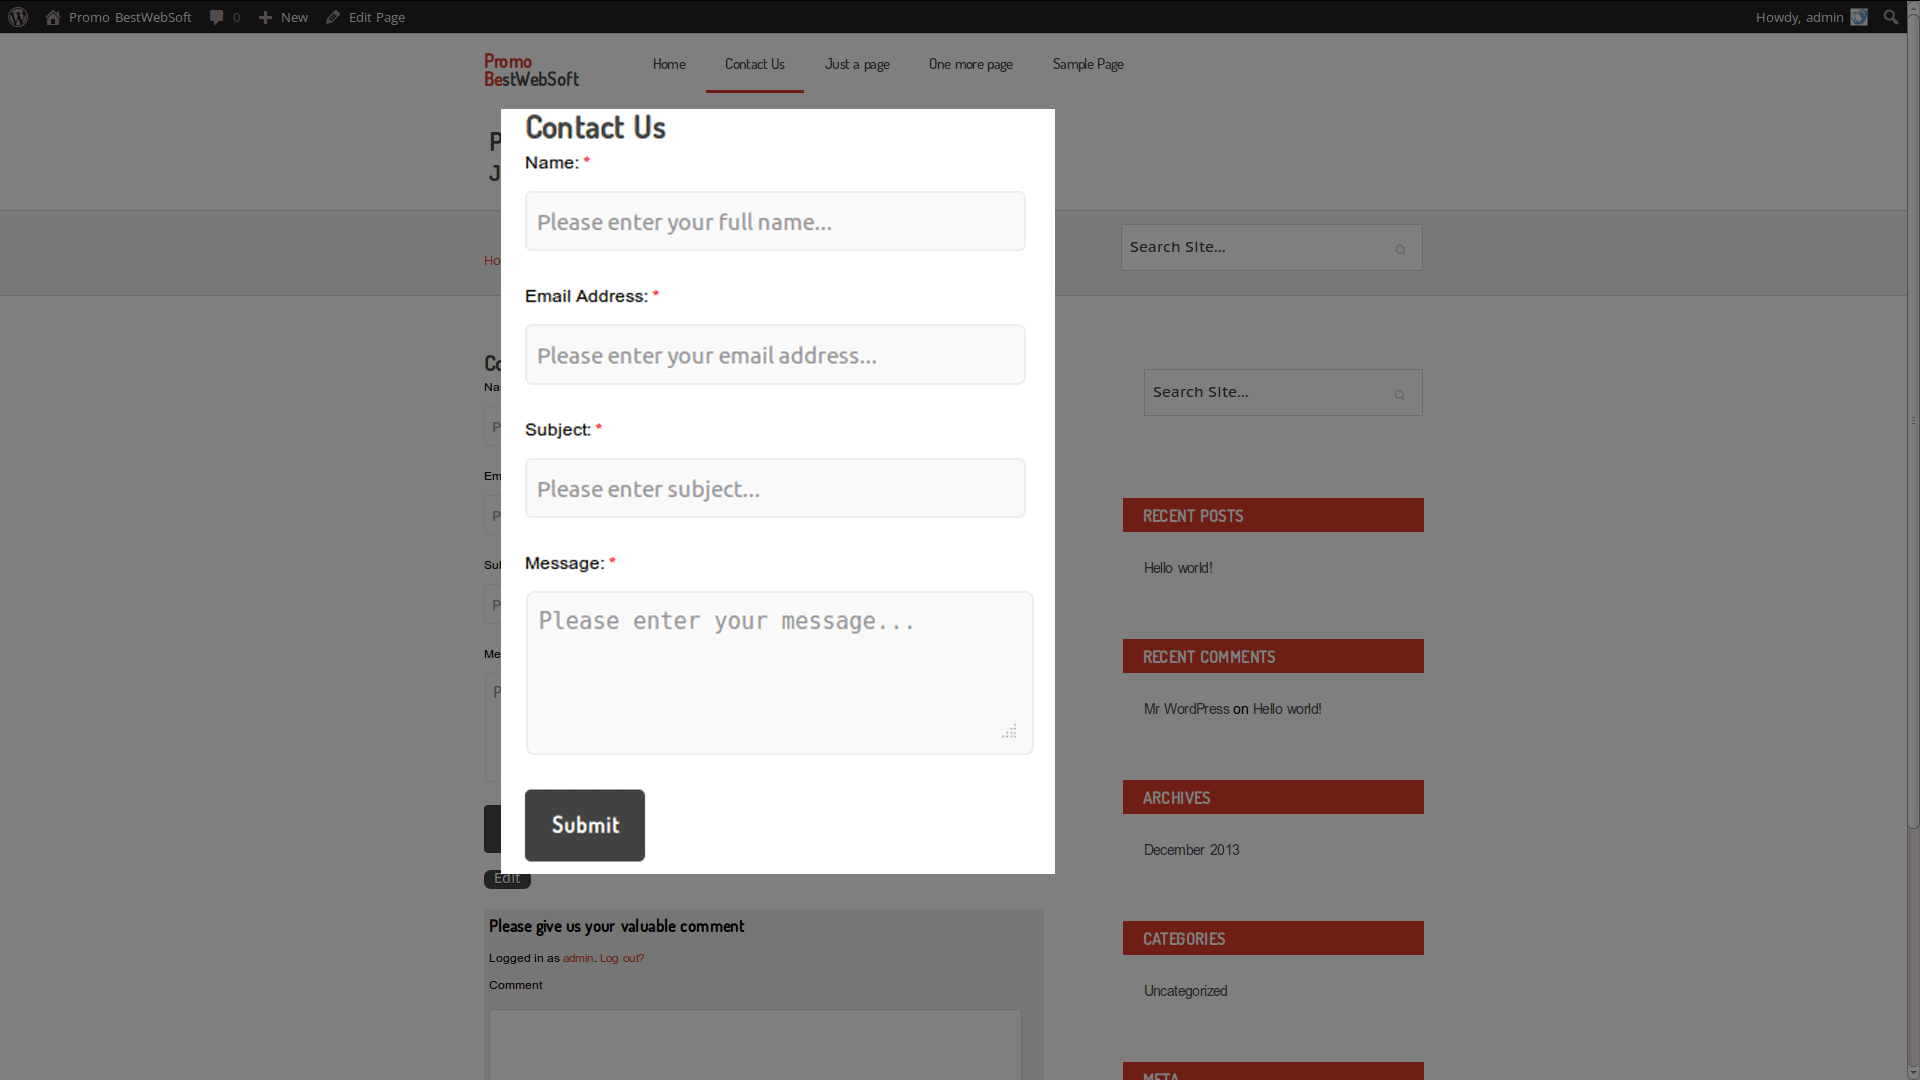 Promo BestWebSoft 0 New Edit Page Howdy, admin
Promo
BestWebSoft
Home Contact Us Just a page One more page Sample Page
Contact Us
Name: *
Please enter your full name...
Email Address: *
Please enter your email address...
Subject: *
Please enter subject...
Message: *
Please enter your message...
Submit
Edit
Please give us your valuable comment
Logged in as admin. Log out?
Comment
Search SIte...
Search SIte...
RECENT POSTS
Hello world!
RECENT COMMENTS
Mr WordPress on Hello world!
ARCHIVES
December 2013
CATEGORIES
Uncategorized
META